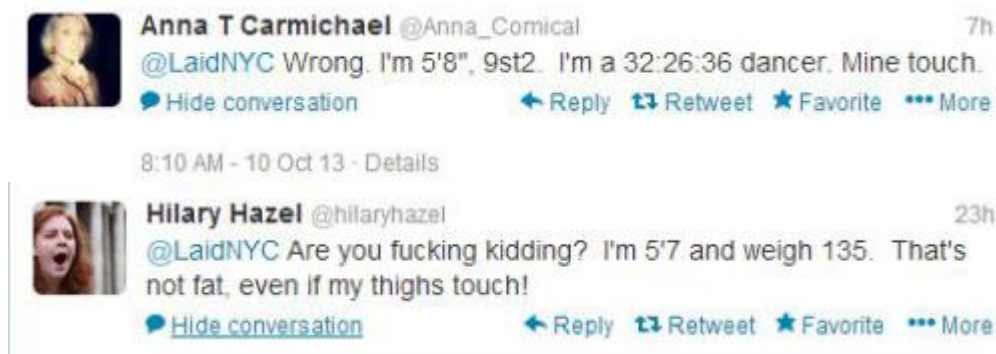 Anna T Carmichael @Anna_Comical 7h
@LaidNYC Wrong. I'm 5'8", 9st2. I'm a 32:26:36 dancer. Mine touch.
Hide conversation Reply Retweet Favorite More
8:10 AM - 10 Oct 13 · Details
Hilary Hazel @hilaryhazel 23h
@LaidNYC Are you fucking kidding? I'm 5'7 and weigh 135. That's
not fat, even if my thighs touch!
Hide conversation Reply Retweet Favorite More